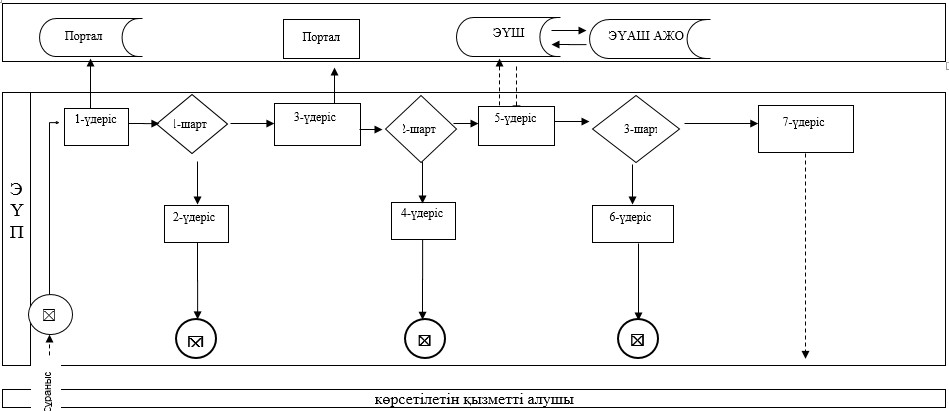 Портал
Портал
ЭҮШ
ЭҮАШ АЖО
1-үдеріс
1-шарт
3-үдеріс
2-шарт
5-үдеріс
3-шарт
7-үдеріс
ЭҮП
2-үдеріс
4-үдеріс
6-үдеріс
Сұраныс
көрсетілетін қызметті алушы